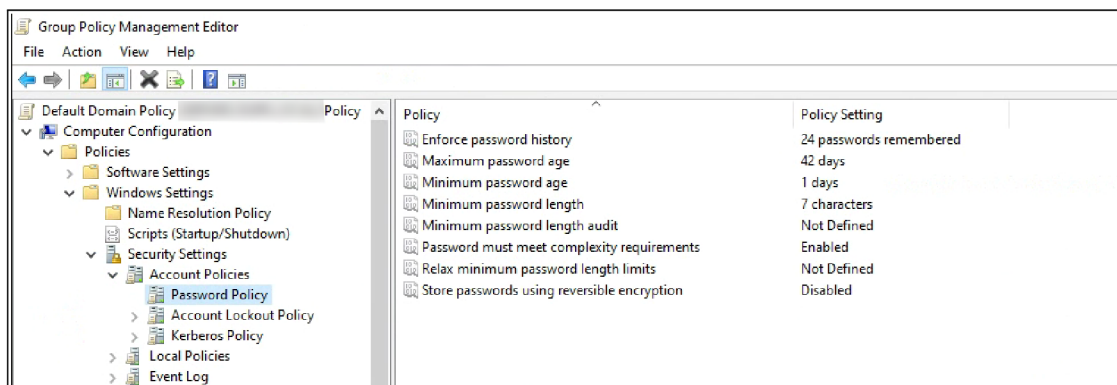 Group Policy Management Editor
File Action View Help
Default Domain Policy Policy
Computer Configuration
Policies
Software Settings
Windows Settings
Name Resolution Policy
Scripts (Startup/Shutdown)
Security Settings
Account Policies
Password Policy
Account Lockout Policy
Kerberos Policy
Local Policies
Event Log
Policy Policy Setting
Enforce password history 24 passwords remembered
Maximum password age 42 days
Minimum password age 1 days
Minimum password length 7 characters
Minimum password length audit Not Defined
Password must meet complexity requirements Enabled
Relax minimum password length limits Not Defined
Store passwords using reversible encryption Disabled